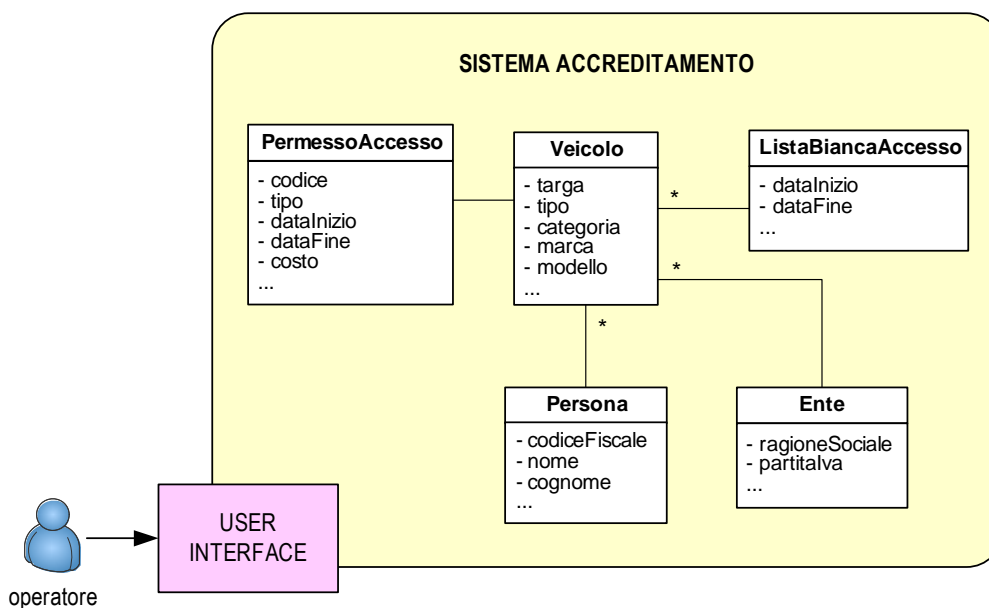 SISTEMA ACCREDITAMENTO
PermessoAccesso
- codice
- tipo
- dataInizio
- dataFine
- costo
...
Veicolo
- targa
- tipo
- categoria
- marca
- modello
...
*
*
*
ListaBiancaAccesso
- dataInizio
- dataFine
...
Persona
- codiceFiscale
- nome
- cognome
...
Ente
- ragioneSociale
- partitaIva
...
USER
INTERFACE
operatore